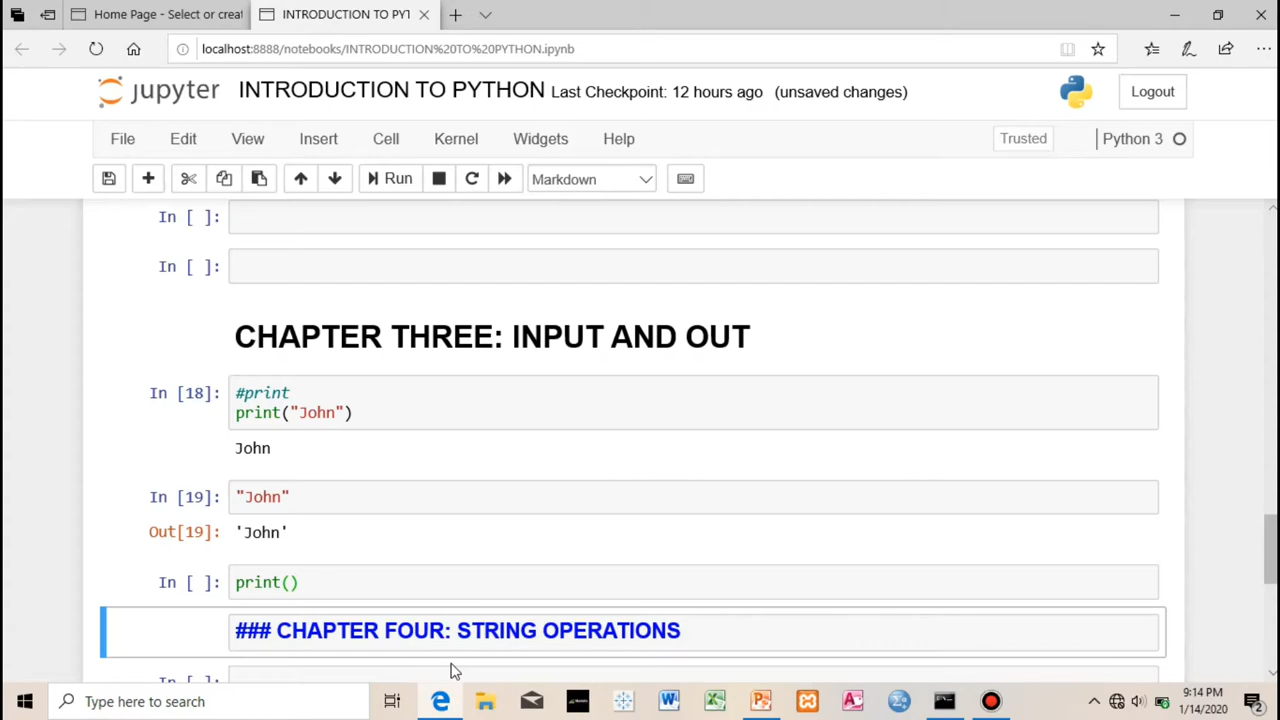 Home Page - Select or creat
INTRODUCTION TO PYT
localhost:8888/notebooks/INTRODUCTION%20TO%20PYTHON.ipynb
jupyter INTRODUCTION TO PYTHON Last Checkpoint: 12 hours ago (unsaved changes) Logout
File Edit View Insert Cell Kernel Widgets Help Trusted Python 3
Run Markdown
In [ ]:
In [ ]:
CHAPTER THREE: INPUT AND OUT
In [18]: #print
print("John")
John
In [19]: "John"
Out[19]: 'John'
In [ ]: print()
### CHAPTER FOUR: STRING OPERATIONS
In [ ]:
Type here to search
9:14 PM
1/14/2020
2